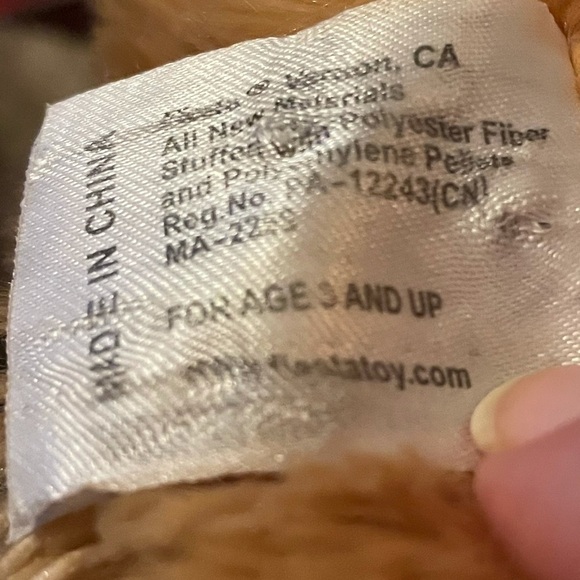 Fiesta ® Vernon, CA
All New Materials
Stuffed with Polyester Fiber
and Polyethylene Pellets
Reg.No. PA-12243(CN)
FOR AGE 3 AND UP
www.fiestatoy.com
MADE IN CHINA